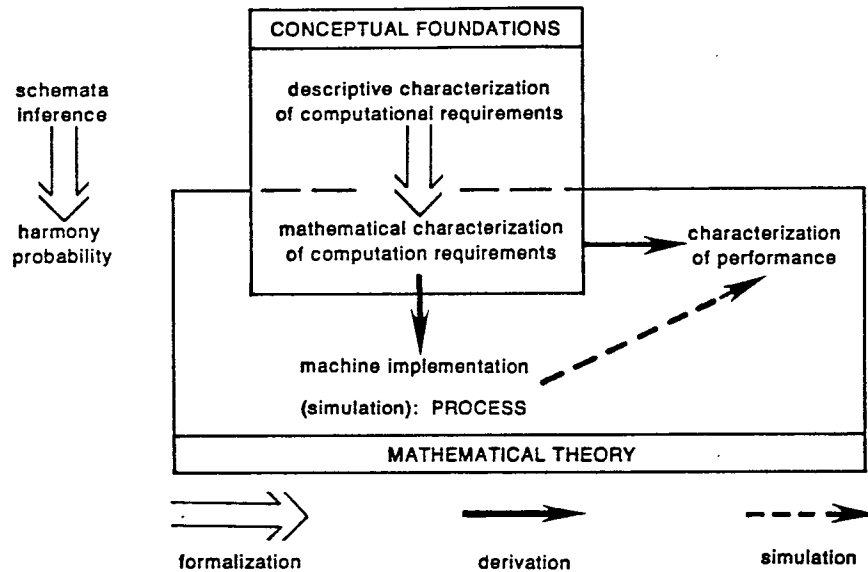 CONCEPTUAL FOUNDATIONS
schemata
inference
descriptive characterization
of computational requirements
harmony
probability
mathematical characterization
of computation requirements
characterization
of performance
machine implementation
(simulation): PROCESS
MATHEMATICAL THEORY
formalization
derivation
simulation